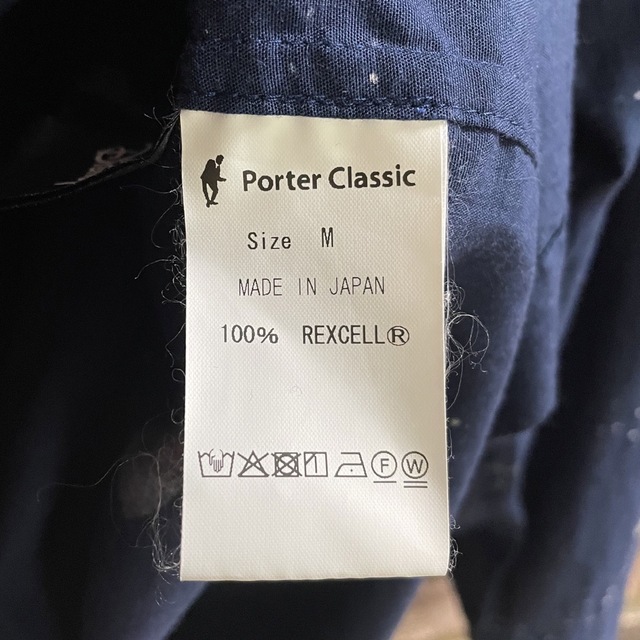 Porter Classic
Size M
MADE IN JAPAN
100% REXCELL®
F W